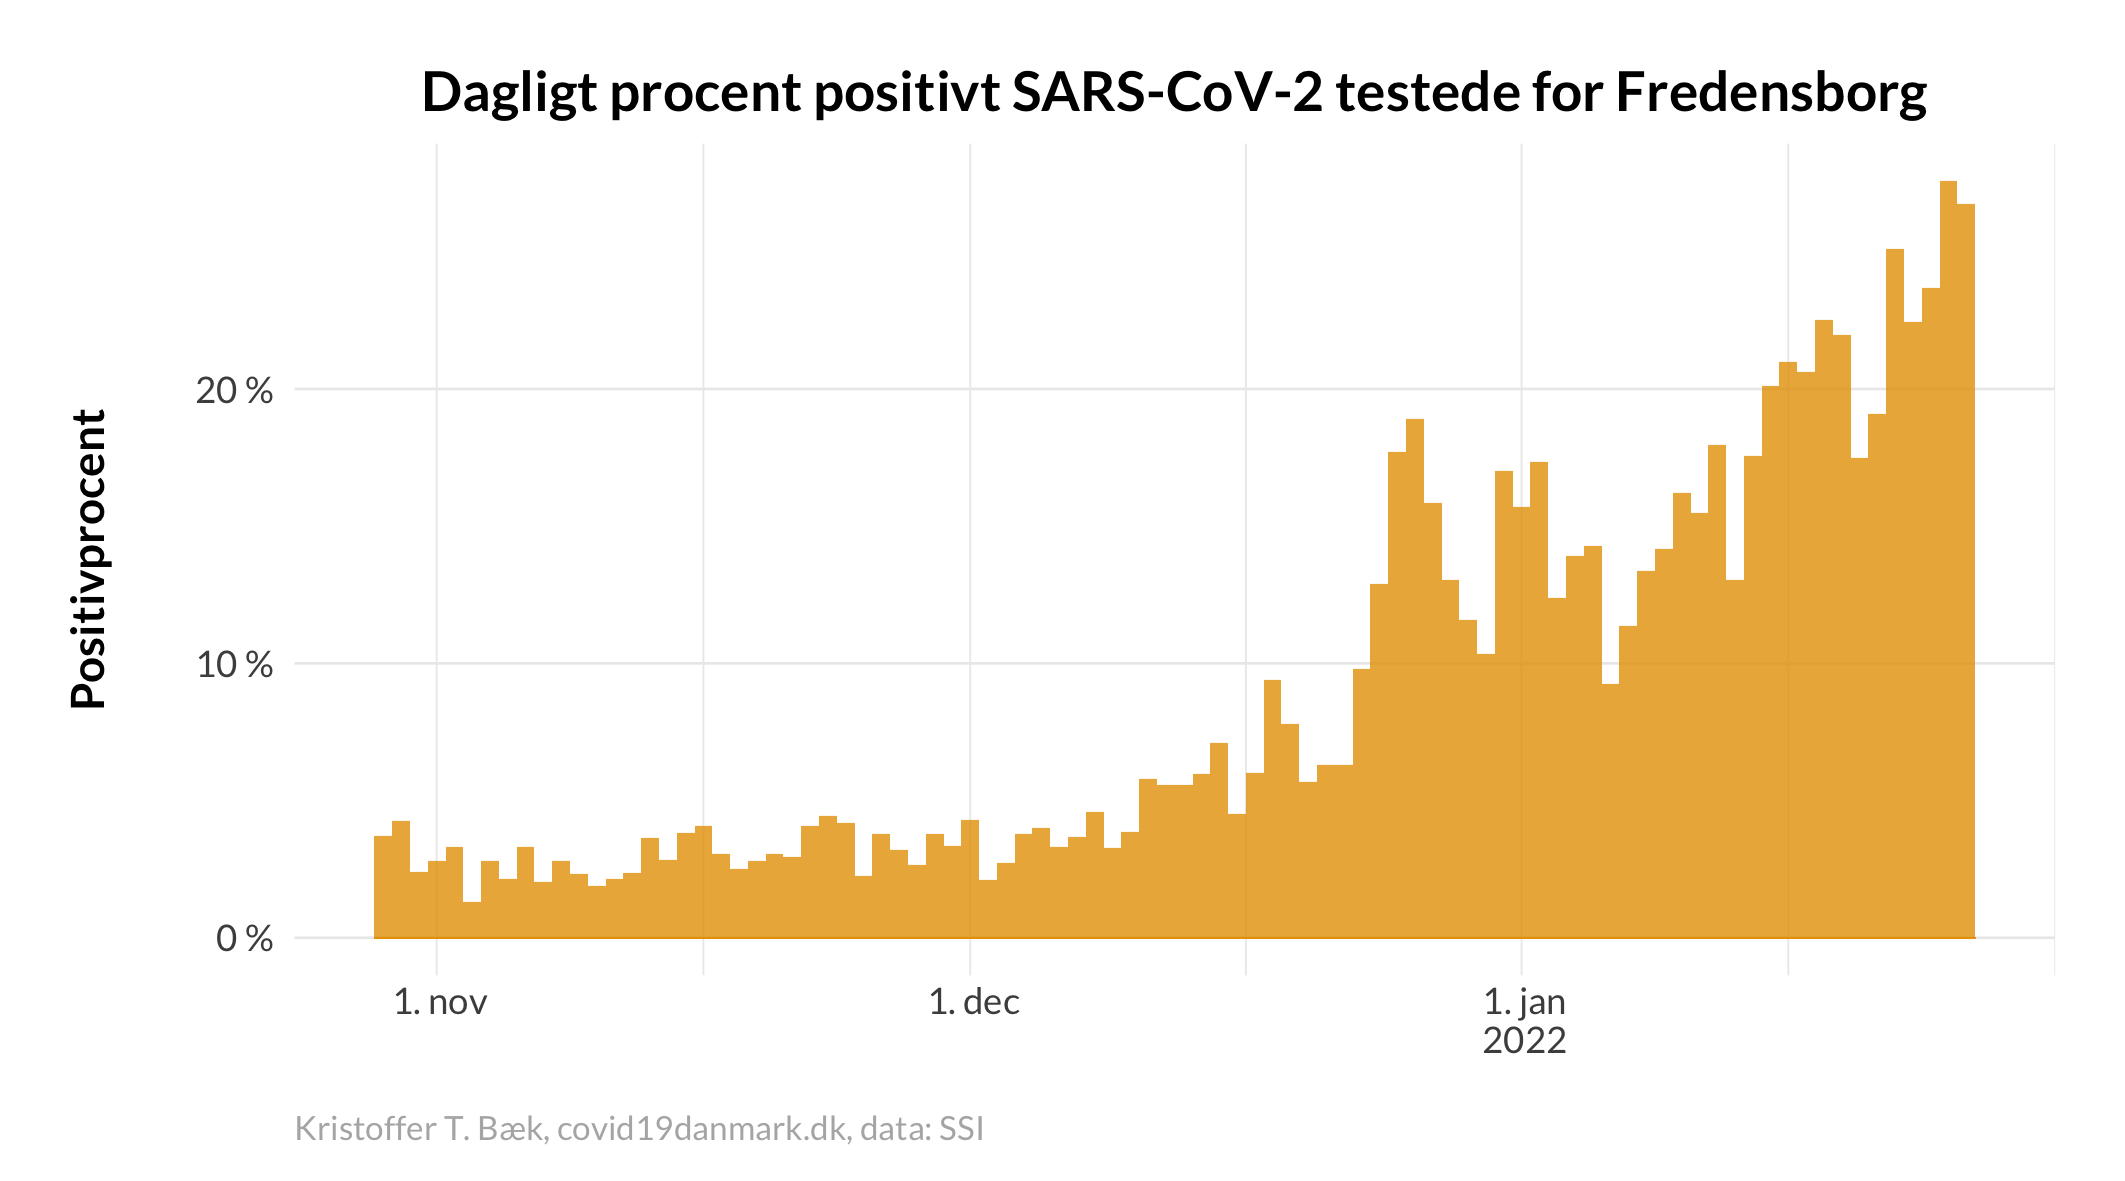 Dagligt procent positivt SARS-CoV-2 testede for Fredensborg
Positivprocent
20 %
10 %
0 %
1. nov
1. dec
1. jan
2022
Kristoffer T. Bæk, covid19danmark.dk, data: SSI